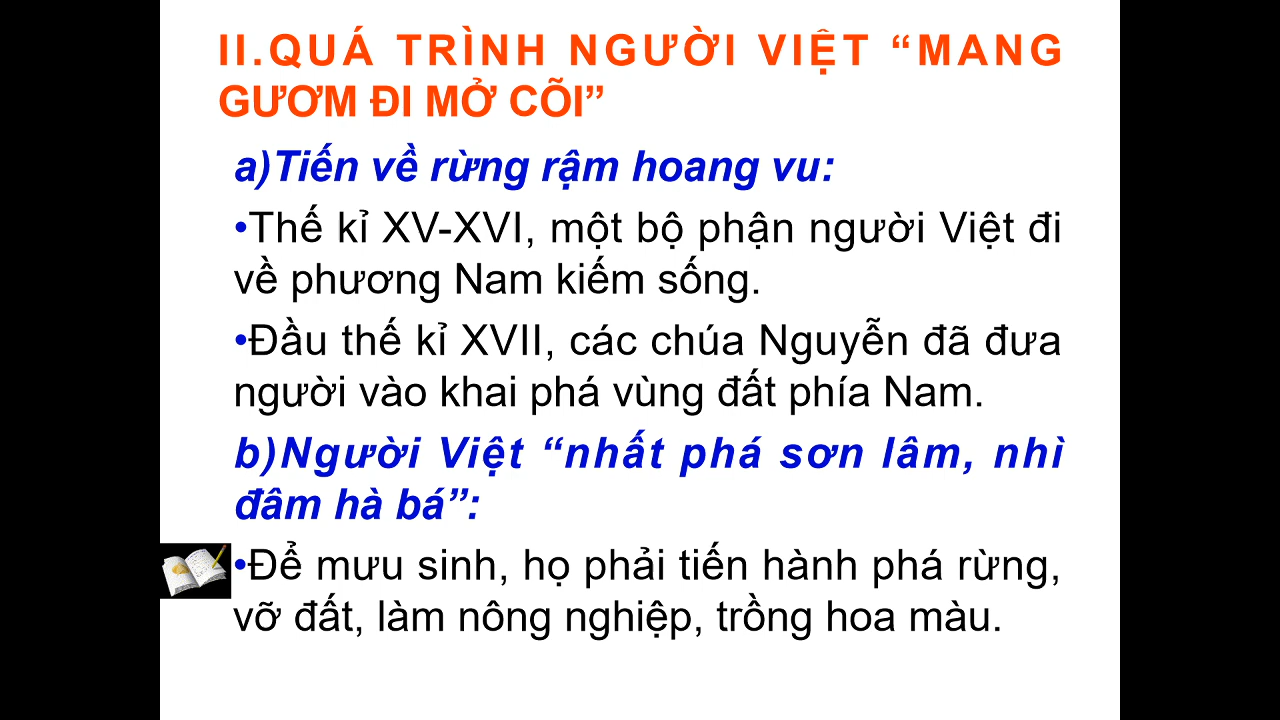 II.QUÁ TRÌNH NGƯỜI VIỆT “MANG
GƯƠM ĐI MỞ CÕI”
a)Tiến về rừng rậm hoang vu:
•Thế kỉ XV-XVI, một bộ phận người Việt đi
về phương Nam kiếm sống.
•Đầu thế kỉ XVII, các chúa Nguyễn đã đưa
người vào khai phá vùng đất phía Nam.
b)Người Việt “nhất phá sơn lâm, nhì
đâm hà bá”:
•Để mưu sinh, họ phải tiến hành phá rừng,
vỡ đất, làm nông nghiệp, trồng hoa màu.